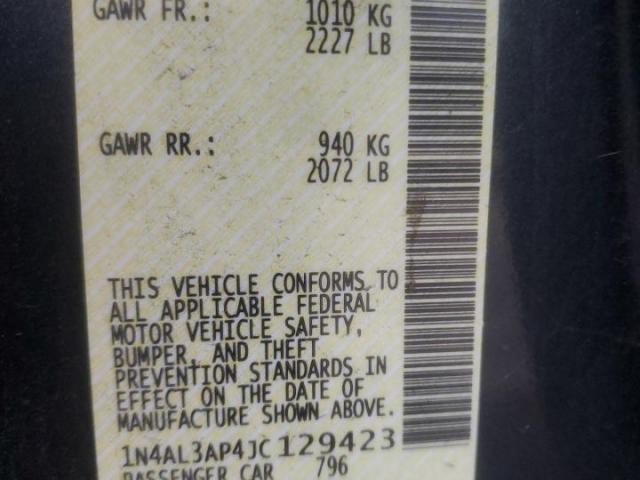 GAWR FR.: 1010 KG
2227 LB
GAWR RR.: 940 KG
2072 LB
THIS VEHICLE CONFORMS TO
ALL APPLICABLE FEDERAL
MOTOR VEHICLE SAFETY,
BUMPER, AND THEFT
PREVENTION STANDARDS IN
EFFECT ON THE DATE OF
MANUFACTURE SHOWN ABOVE.
1N4AL3AP4JC129423
PASSENGER CAR 796